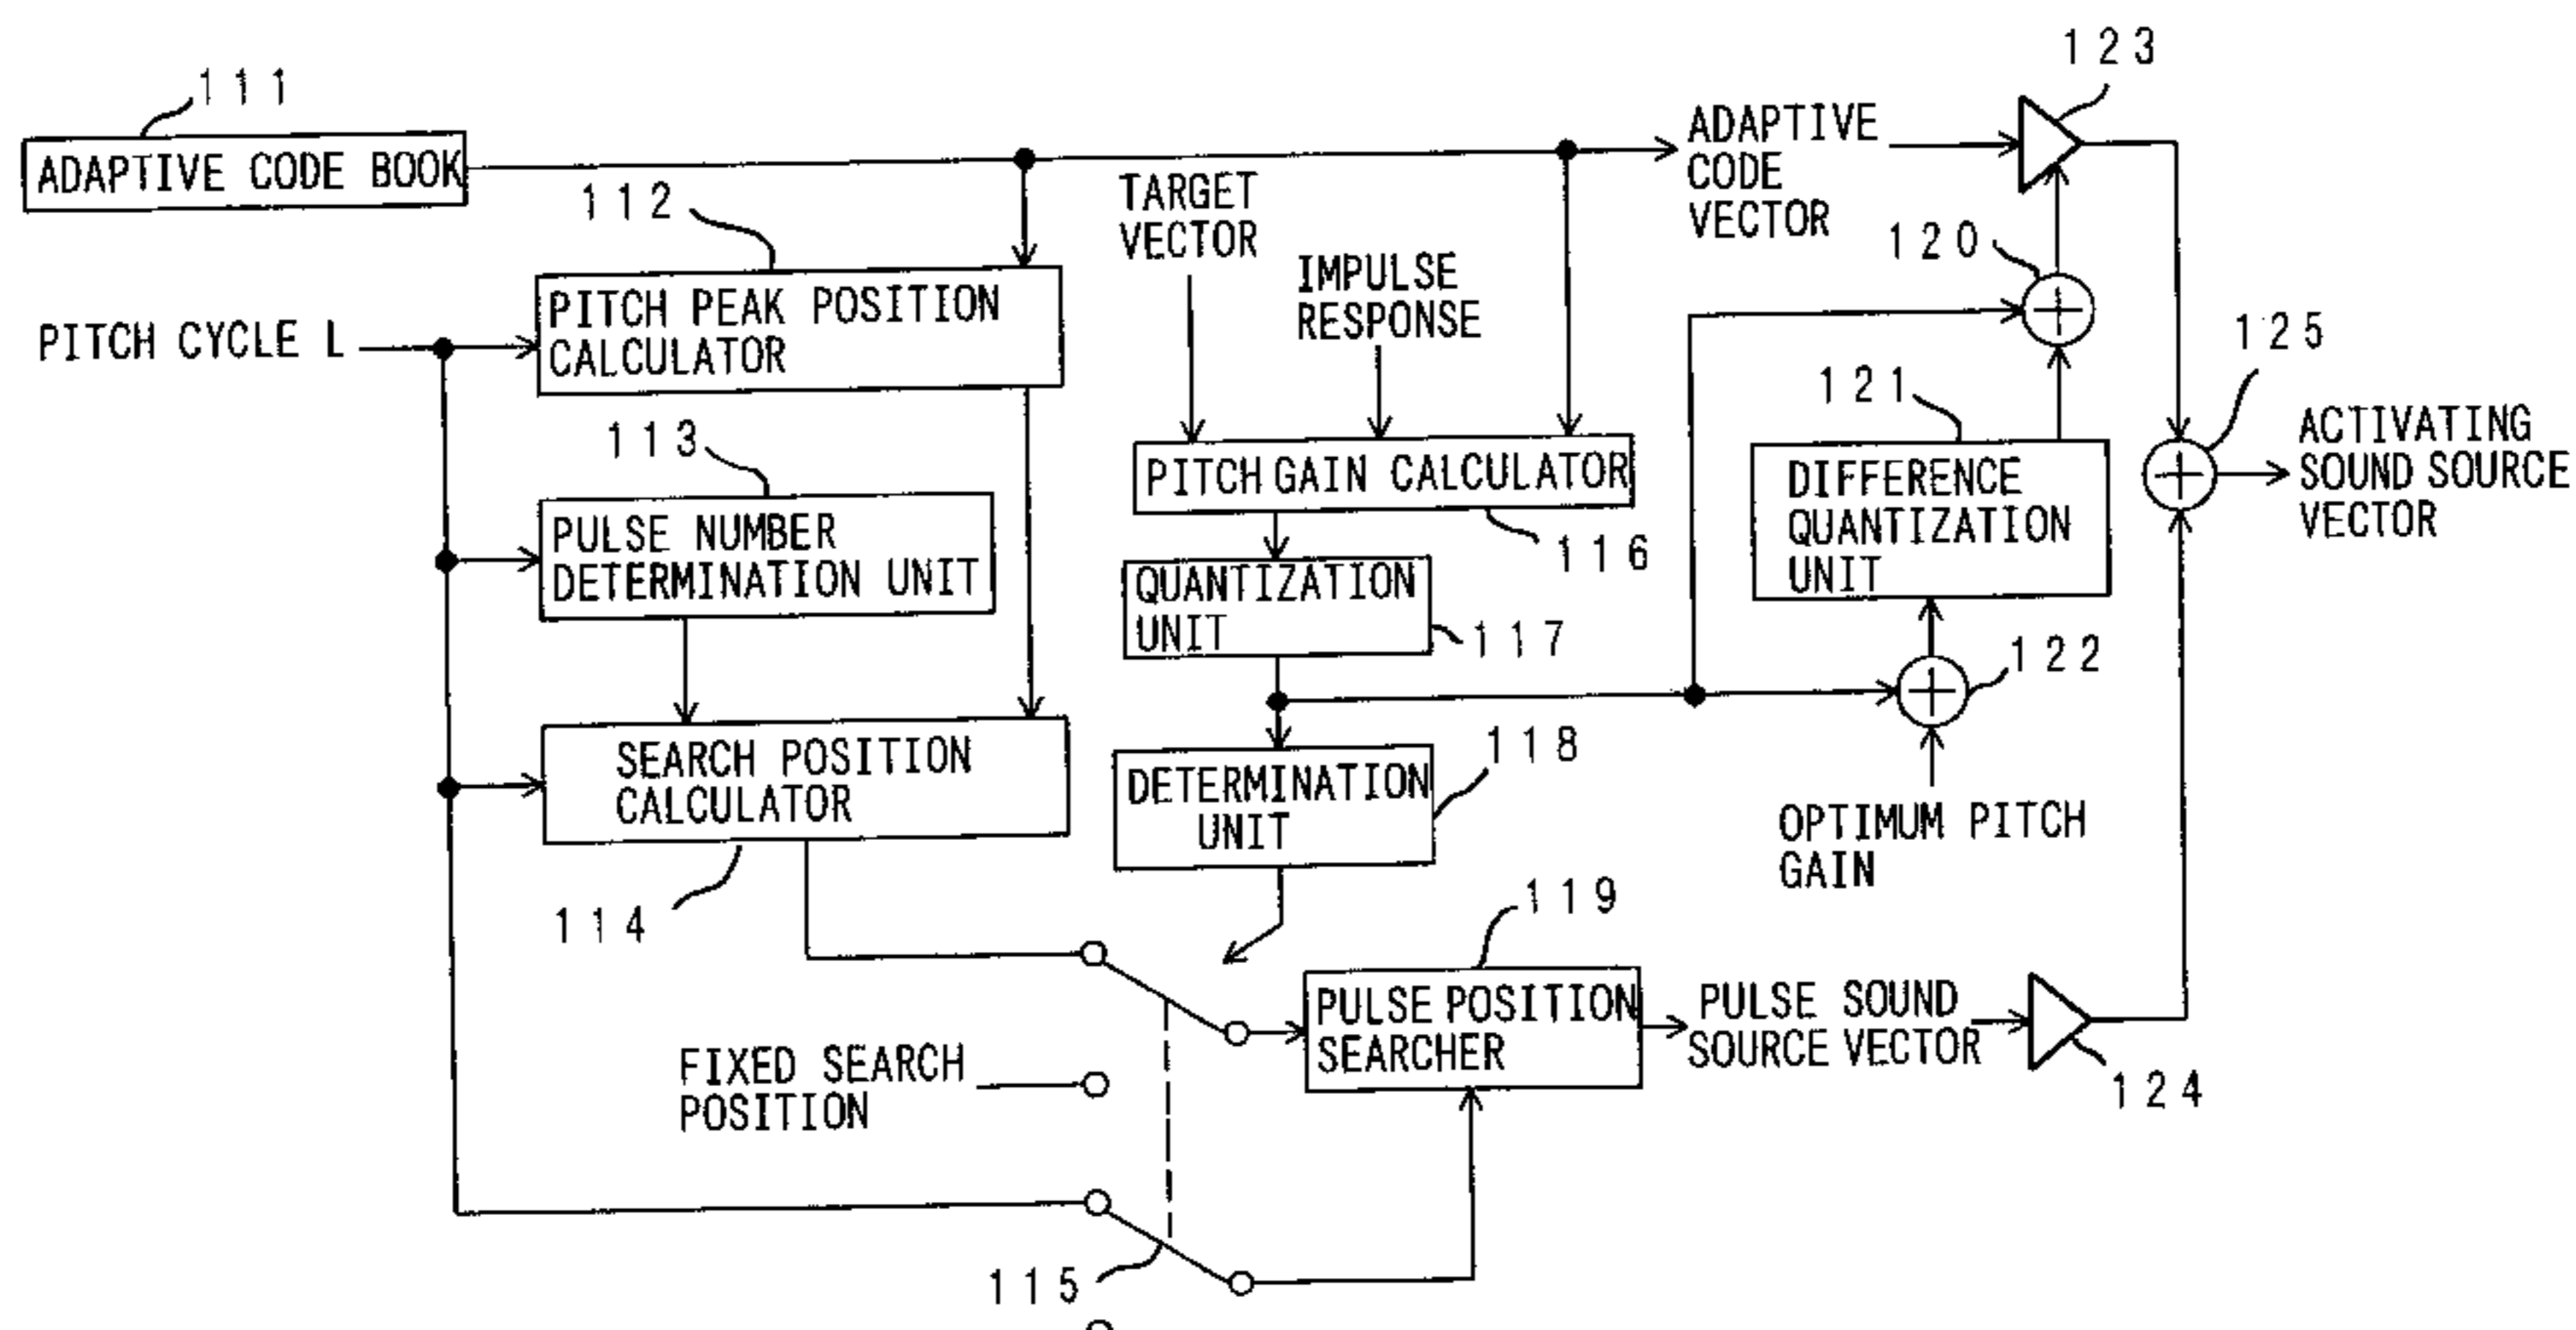 111
ADAPTIVE CODE BOOK
112
PITCH CYCLE L
PITCH PEAK POSITION
CALCULATOR
113
PULSE NUMBER
DETERMINATION UNIT
SEARCH POSITION
CALCULATOR
114
TARGET
VECTOR
IMPULSE
RESPONSE
PITCH GAIN CALCULATOR
116
QUANTIZATION
UNIT
117
DETERMINATION
UNIT
118
ADAPTIVE
CODE
VECTOR
123
120
121
DIFFERENCE
QUANTIZATION
UNIT
122
OPTIMUM PITCH
GAIN
125
ACTIVATING
SOUND SOURCE
VECTOR
119
PULSE POSITION
SEARCHER
PULSE SOUND
SOURCE VECTOR
124
FIXED SEARCH
POSITION
115